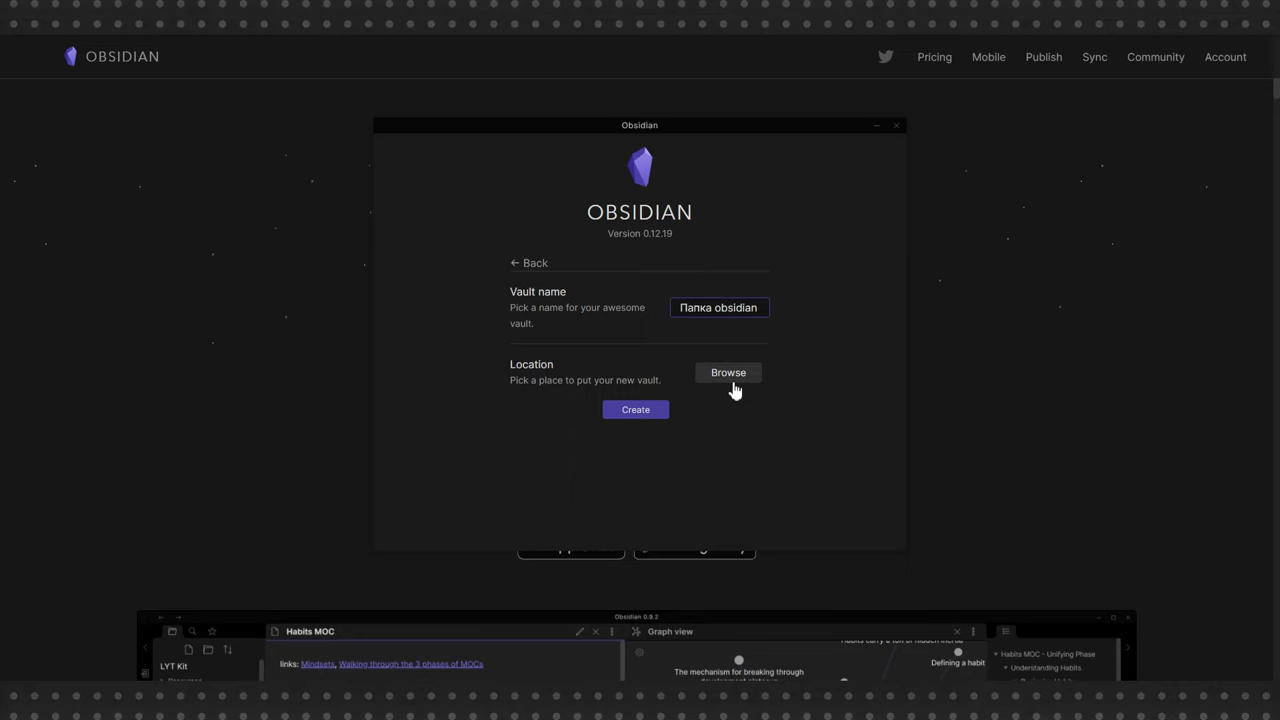 OBSIDIAN
Pricing
Mobile
Publish
Sync
Community
Account
Obsidian
OBSIDIAN
Version 0.12.19
← Back
Vault name
Pick a name for your awesome
vault.
Папка obsidian
Location
Pick a place to put your new vault.
Browse
Create
Obsidian 0.9.2
Habits MOC
Graph view
LYT Kit
links: Mindsets, Walking through the 3 phases of MOCs
The mechanism for breaking through
Defining a habit
Habits MOC - Unifying Phase
Understanding Habits